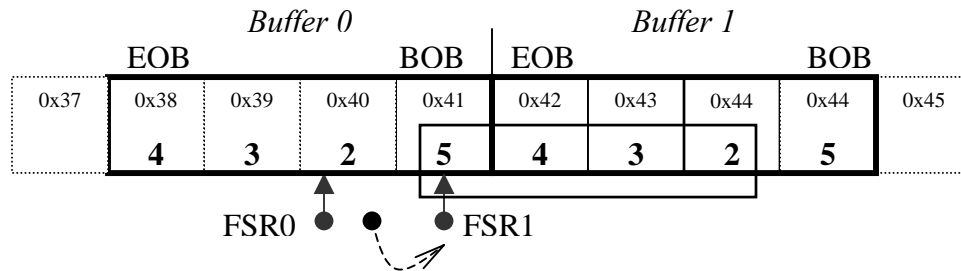 Buffer 0 Buffer 1
EOB BOB EOB BOB
0x37 0x38 0x39 0x40 0x41 0x42 0x43 0x44 0x44 0x45
4 3 2 5 4 3 2 5
FSR0 FSR1